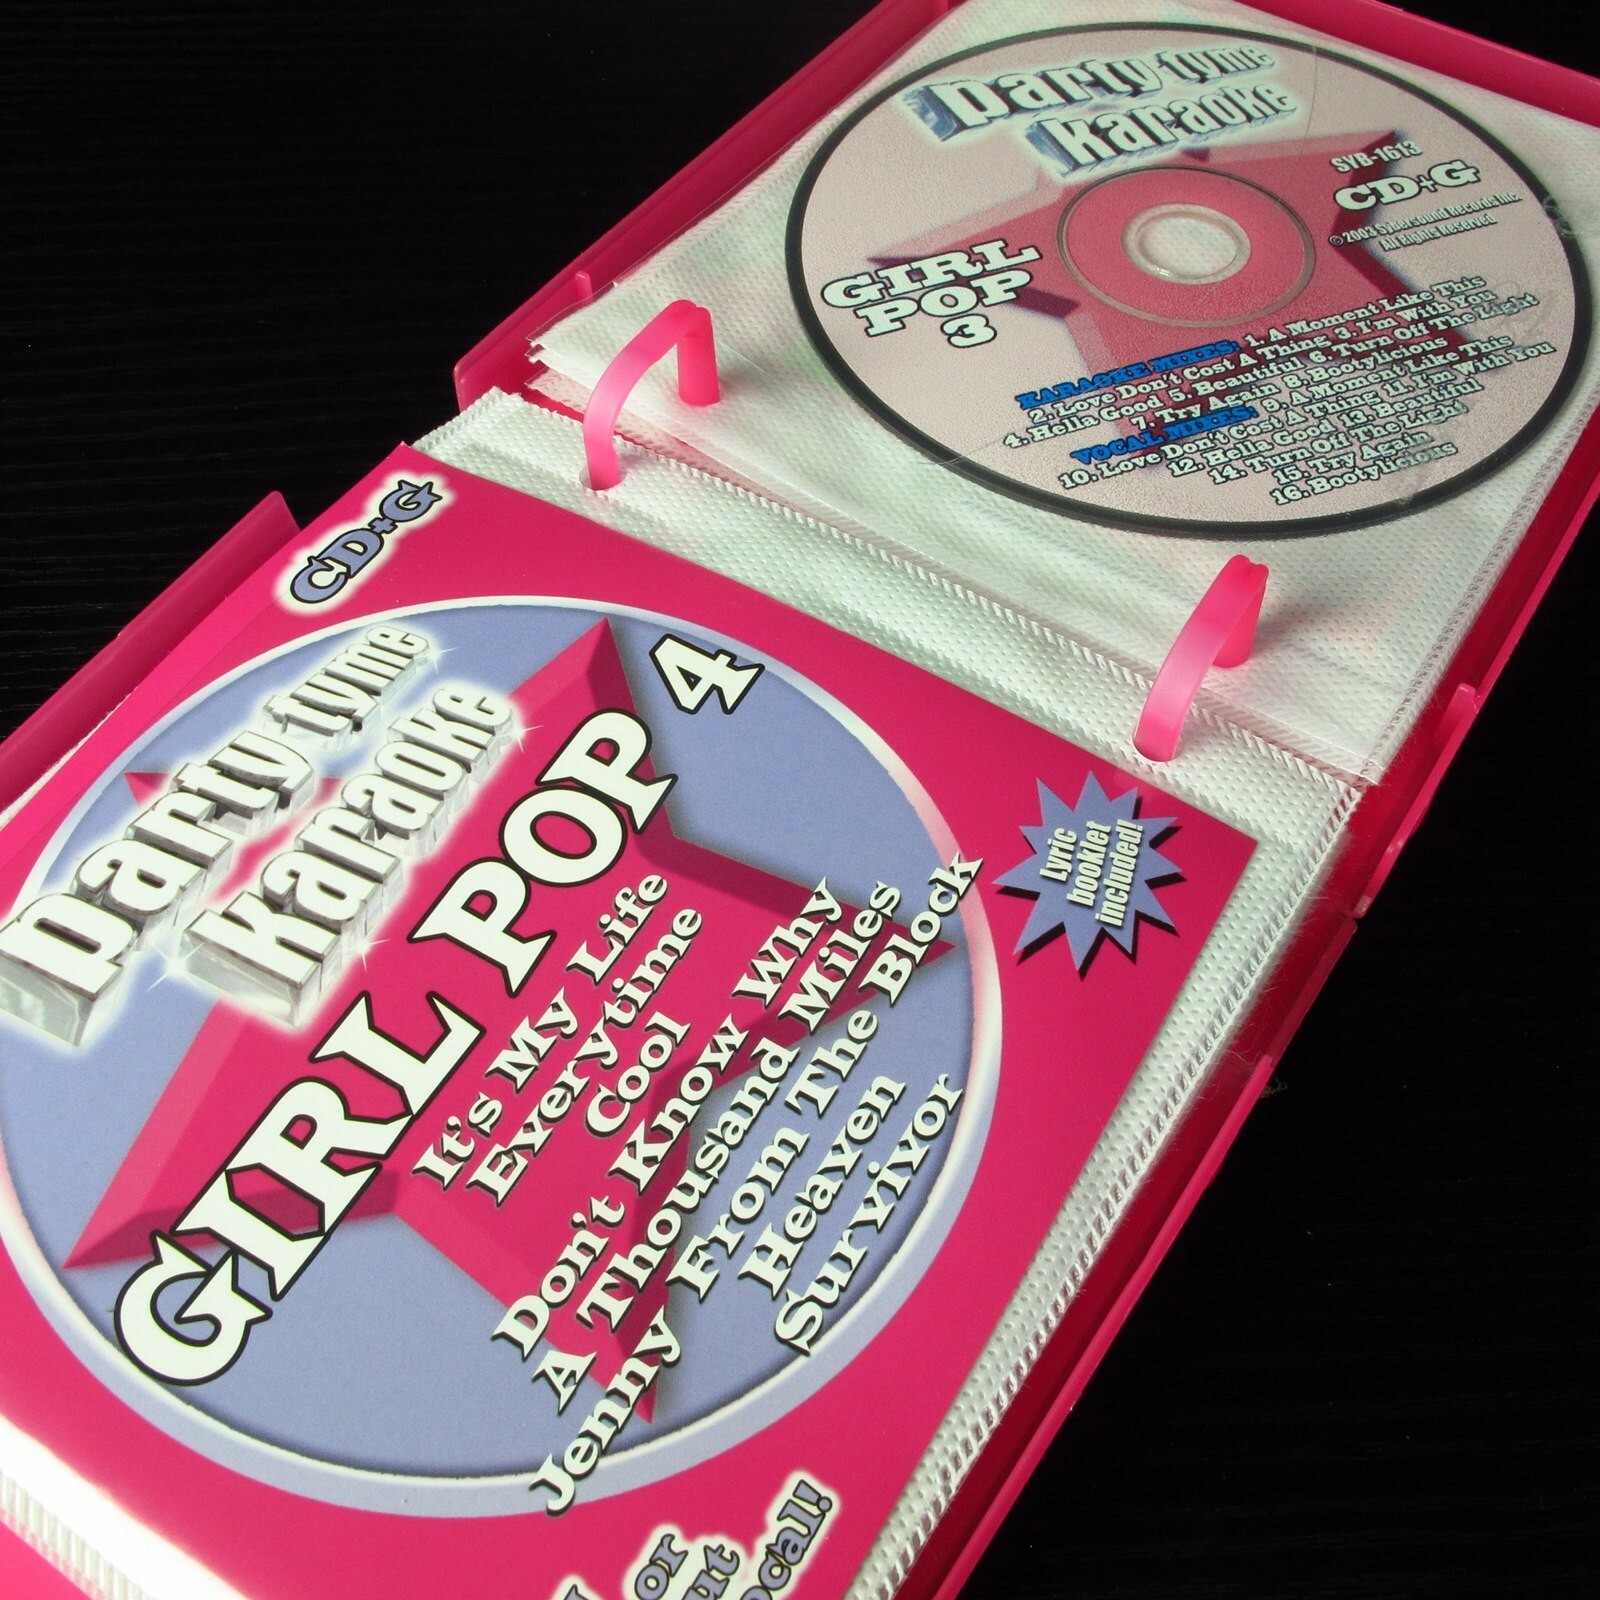 party tyme
karaoke
SYB-1613
CD+G
© 2003 Sybersound Records Inc.
All Rights Reserved
GIRL
POP
3
KARAOKE MIXES: 1. A Moment Like This
2. Love Don't Cost A Thing 3. I'm With You
4. Hella Good 5. Beautiful 6. Turn Off The Light
7. Try Again 8. Bootylicious
VOCAL MIXES: 9. A Moment Like This
10. Love Don't Cost A Thing 11. I'm With You
12. Hella Good 13. Beautiful
14. Turn Off The Light
15. Try Again
16. Bootylicious
CD+G
party tyme
karaoke
GIRL POP 4
It's My Life
Everytime
Cool
Don't Know Why
A Thousand Miles
Jenny From The Block
Heaven
Survivor
Lyric
booklet
included!
or